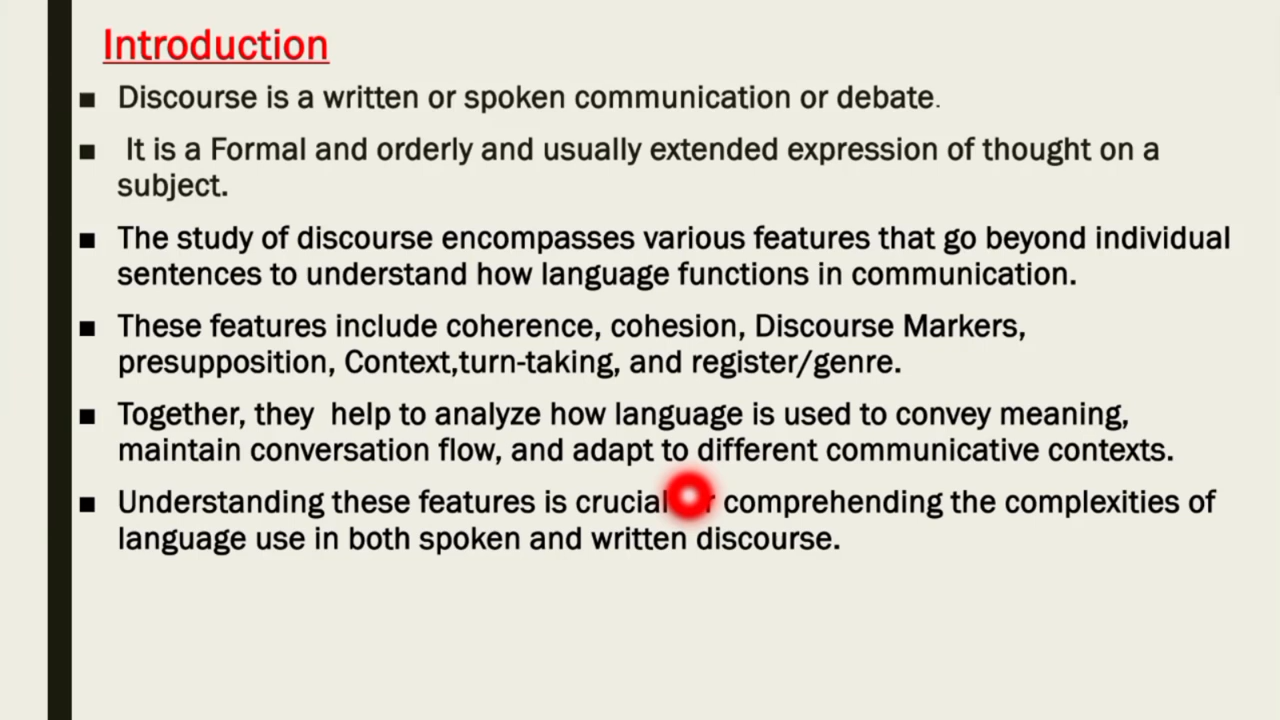 Introduction
■ Discourse is a written or spoken communication or debate.
■ It is a Formal and orderly and usually extended expression of thought on a
subject.
■ The study of discourse encompasses various features that go beyond individual
sentences to understand how language functions in communication.
■ These features include coherence, cohesion, Discourse Markers,
presupposition, Context,turn-taking, and register/genre.
■ Together, they help to analyze how language is used to convey meaning,
maintain conversation flow, and adapt to different communicative contexts.
■ Understanding these features is crucial comprehending the complexities of
language use in both spoken and written discourse.